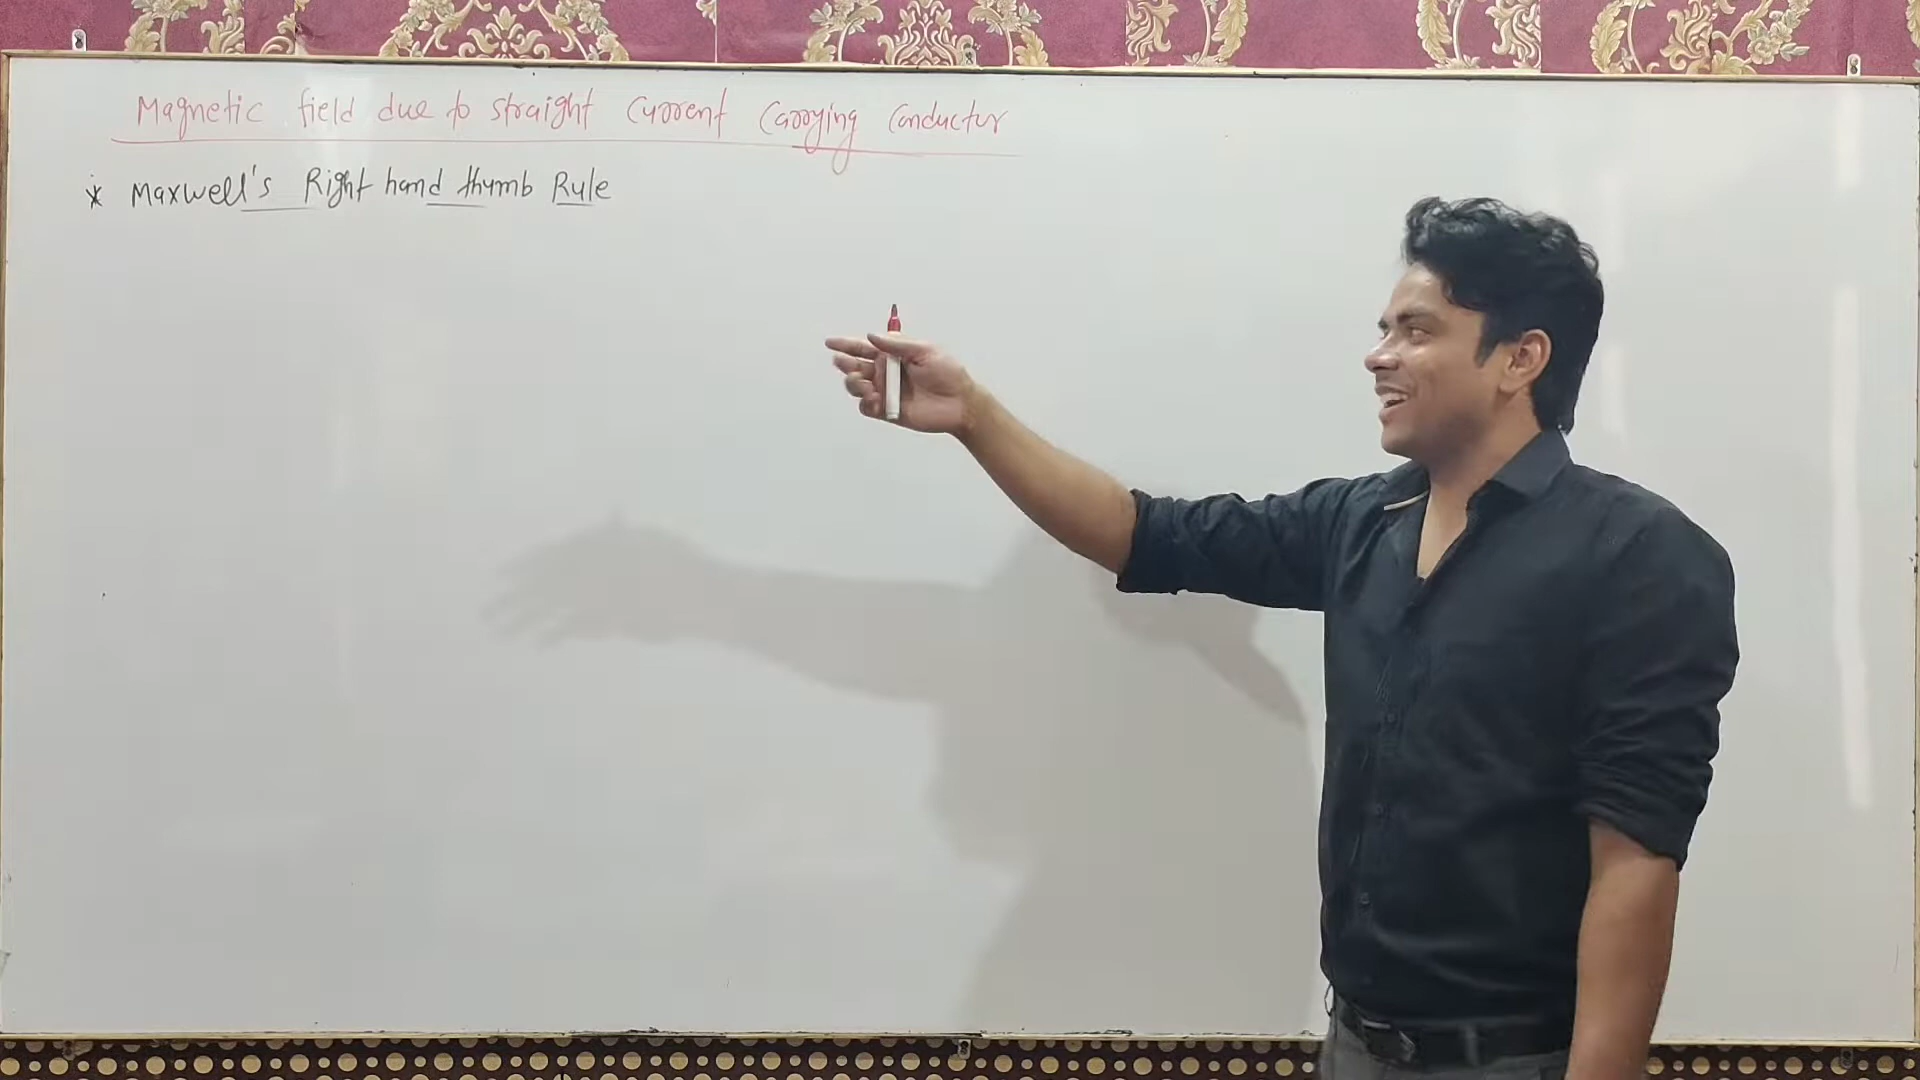 Magnetic field due to straight current carrying conductor
* Maxwell's Right hand thumb Rule